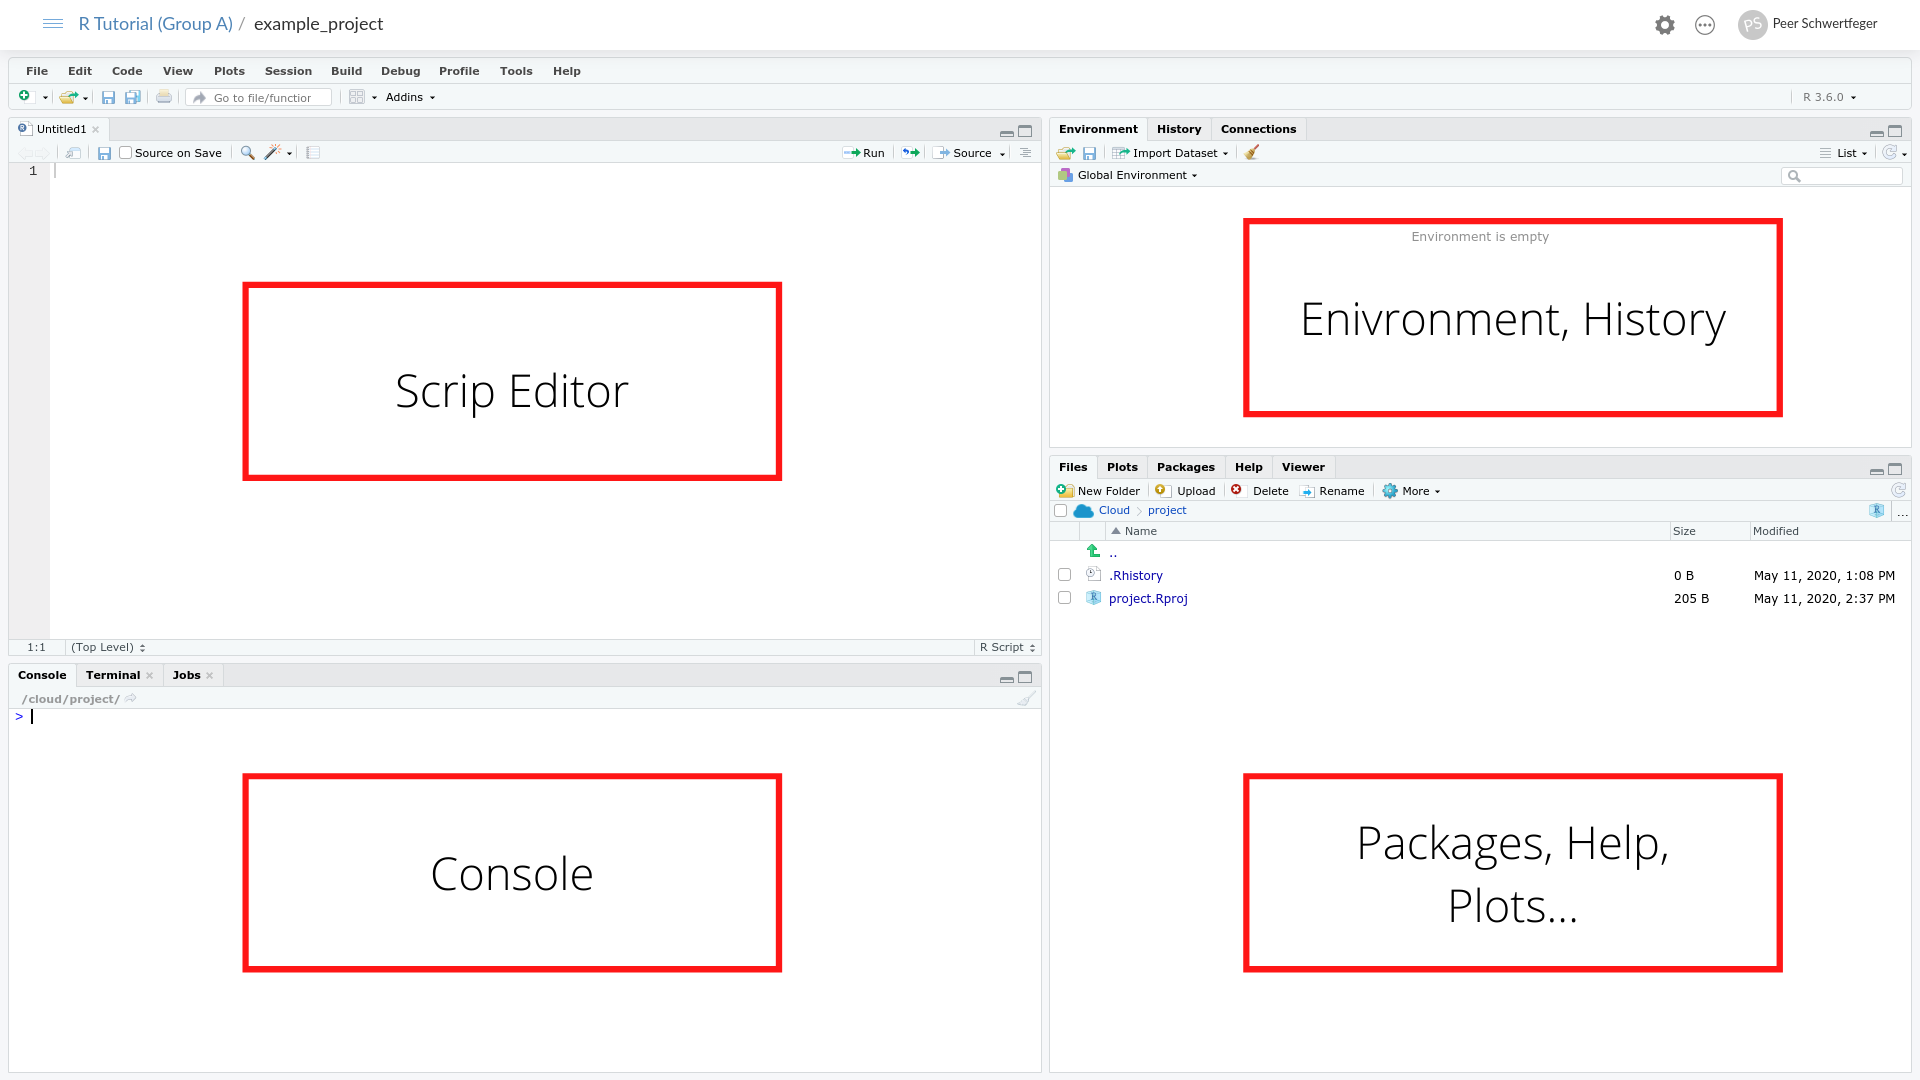 R Tutorial (Group A) / example_project
PS Peer Schwertfeger
File Edit Code View Plots Session Build Debug Profile Tools Help
Go to file/function Addins
R 3.6.0
Untitled1
Source on Save Run Source
1
Scrip Editor
1:1 (Top Level) R Script
Console Terminal Jobs
/cloud/project/
>
Console
Environment History Connections
Import Dataset List
Global Environment
Environment is empty
Enivronment, History
Files Plots Packages Help Viewer
New Folder Upload Delete Rename More
Cloud project R ...
Name Size Modified
..
.Rhistory 0 B May 11, 2020, 1:08 PM
project.Rproj 205 B May 11, 2020, 2:37 PM
Packages, Help,
Plots...